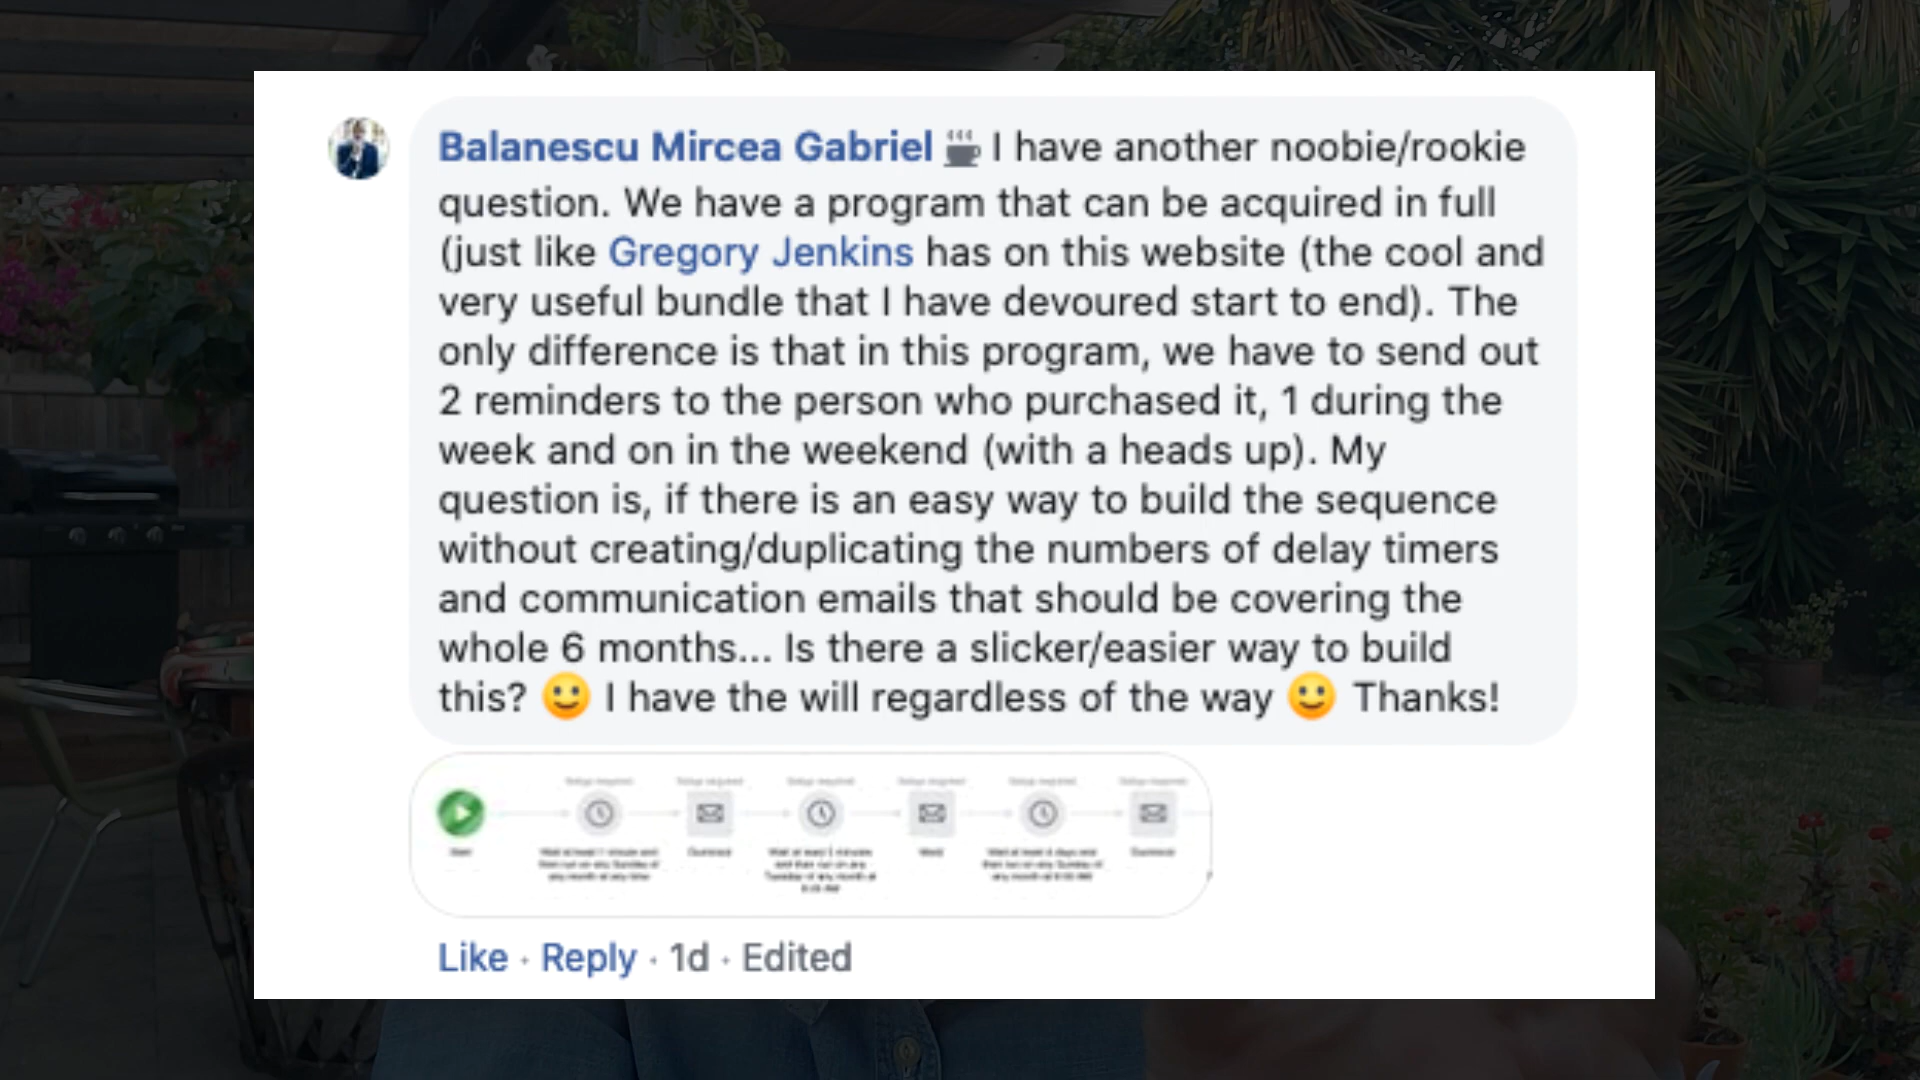 Balanescu Mircea Gabriel ☕ I have another noobie/rookie
question. We have a program that can be acquired in full
(just like Gregory Jenkins has on this website (the cool and
very useful bundle that I have devoured start to end). The
only difference is that in this program, we have to send out
2 reminders to the person who purchased it, 1 during the
week and on in the weekend (with a heads up). My
question is, if there is an easy way to build the sequence
without creating/duplicating the numbers of delay timers
and communication emails that should be covering the
whole 6 months... Is there a slicker/easier way to build
this? 🙂 I have the will regardless of the way 🙂 Thanks!
Like · Reply · 1d · Edited